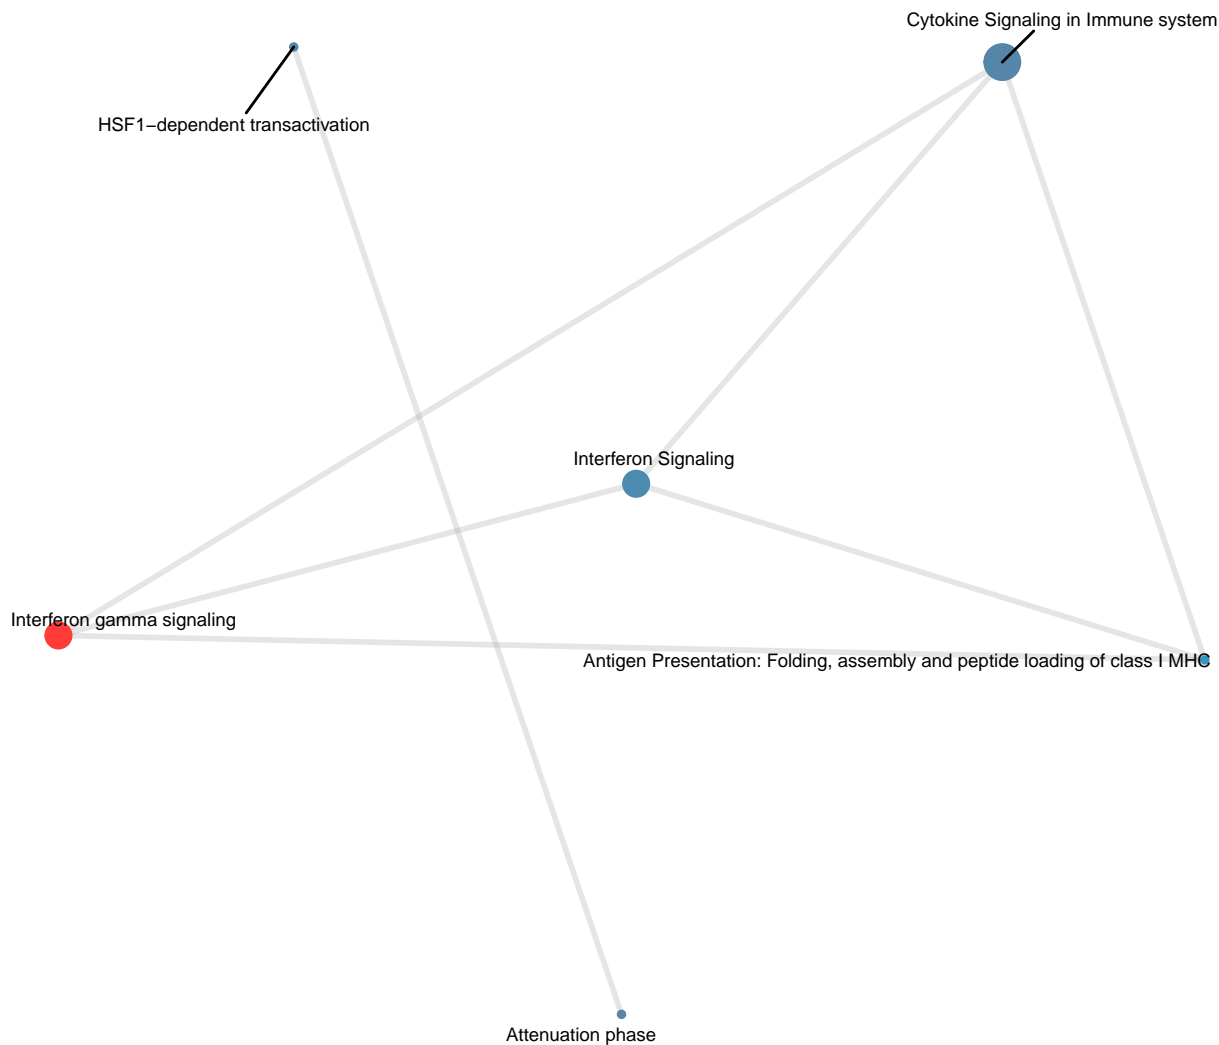 Cytokine Signaling in Immune system
HSF1−dependent transactivation
Interferon Signaling
Interferon gamma signaling
Antigen Presentation: Folding, assembly and peptide loading of class I MHC
Attenuation phase